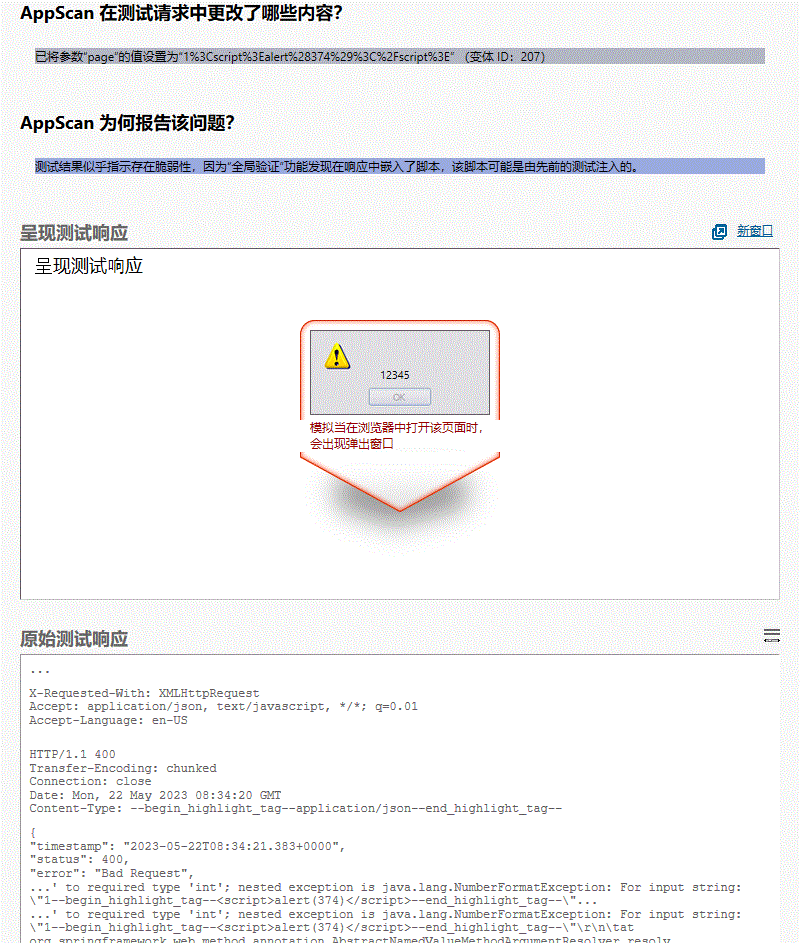 AppScan 在测试请求中更改了哪些内容?
已将参数“page”的值设置为“1%3Cscript%3Ealert%28374%29%3C%2Fscript%3E” （变体 ID：207）
AppScan 为何报告该问题?
测试结果似乎指示存在脆弱性，因为“全局验证”功能发现在响应中嵌入了脚本，该脚本可能是由先前的测试注入的。
呈现测试响应
新窗口
呈现测试响应
12345
OK
模拟当在浏览器中打开该页面时，
会出现弹出窗口
原始测试响应
...
X-Requested-With: XMLHttpRequest
Accept: application/json, text/javascript, */*; q=0.01
Accept-Language: en-US
HTTP/1.1 400
Transfer-Encoding: chunked
Connection: close
Date: Mon, 22 May 2023 08:34:20 GMT
Content-Type: --begin_highlight_tag--application/json--end_highlight_tag--
{
"timestamp": "2023-05-22T08:34:21.383+0000",
"status": 400,
"error": "Bad Request",
...' to required type 'int'; nested exception is java.lang.NumberFormatException: For input string:
\"1--begin_highlight_tag--<script>alert(374)</script>--end_highlight_tag--\"...
...' to required type 'int'; nested exception is java.lang.NumberFormatException: For input string:
\"1--begin_highlight_tag--<script>alert(374)</script>--end_highlight_tag--\"\r\n\tat
org.springframework.web.method.annotation.AbstractNamedValueMethodArgumentResolver.resolv